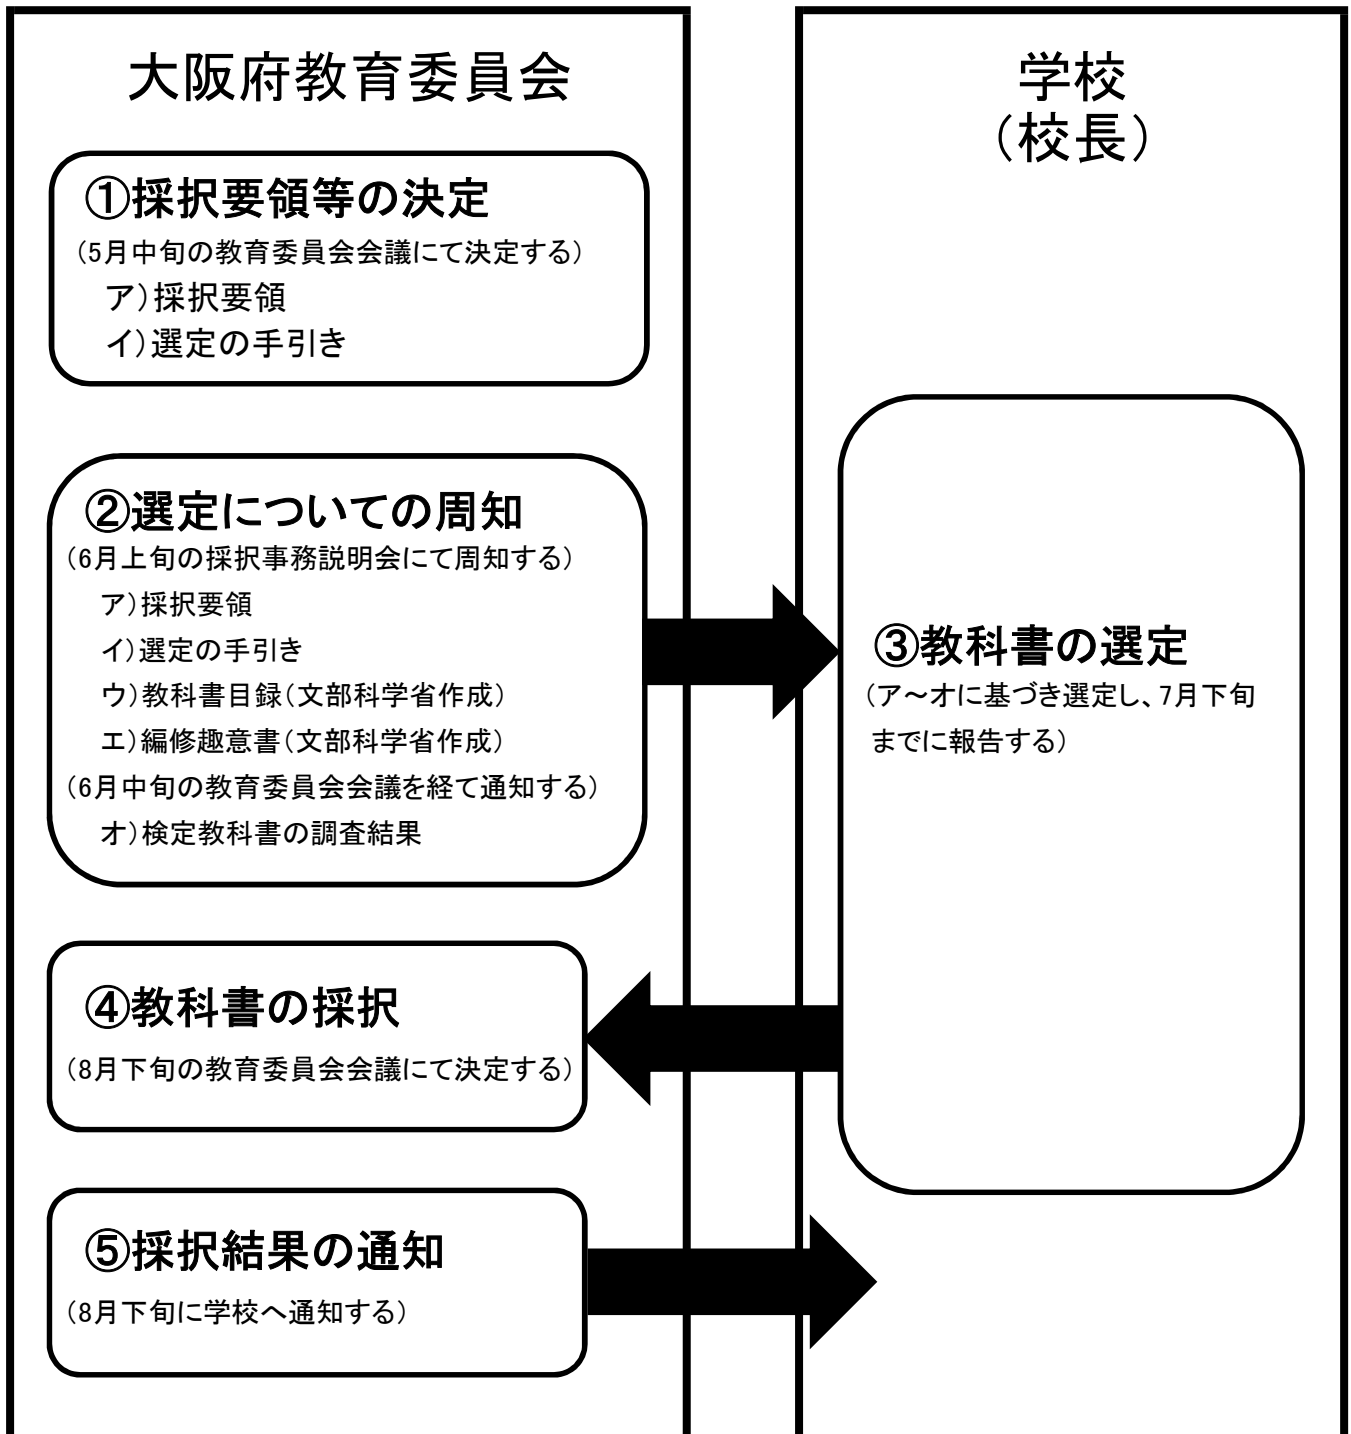 大阪府教育委員会
①採択要領等の決定
(5月中旬の教育委員会会議にて決定する)
ア)採択要領
イ)選定の手引き
②選定についての周知
(6月上旬の採択事務説明会にて周知する)
ア)採択要領
イ)選定の手引き
ウ)教科書目録(文部科学省作成)
エ)編修趣意書(文部科学省作成)
(6月中旬の教育委員会会議を経て通知する)
オ)検定教科書の調査結果
④教科書の採択
(8月下旬の教育委員会会議にて決定する)
⑤採択結果の通知
(8月下旬に学校へ通知する)
学校
(校長)
③教科書の選定
(ア～オに基づき選定し、7月下旬
までに報告する)